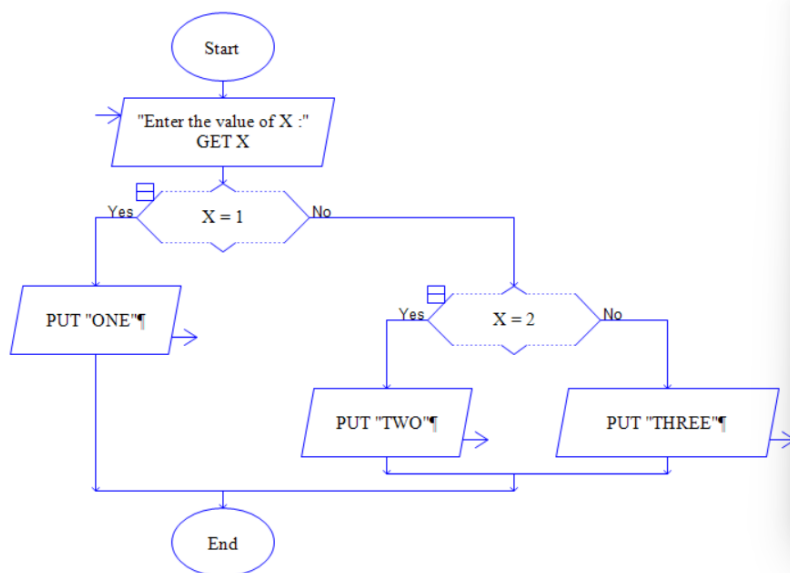 Start
"Enter the value of X :"
GET X
Yes
X = 1
No
PUT "ONE"¶
Yes
X = 2
No
PUT "TWO"¶
PUT "THREE"¶
End